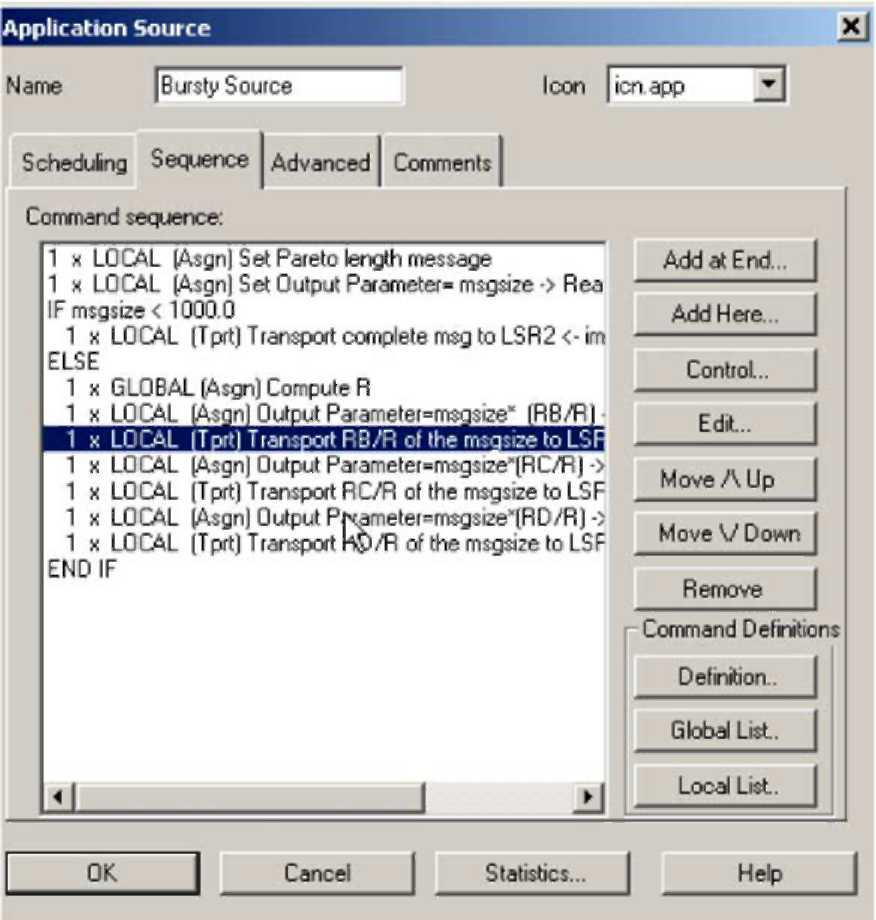 Application Source
Name Bursty Source Icon icn.app
Scheduling Sequence Advanced Comments
Command sequence:
1 x LOCAL (Asgn) Set Pareto length message
1 x LOCAL (Asgn) Set Output Parameter= msgsize -> Rea
IF msgsize < 1000.0
1 x LOCAL (Tprt) Transport complete msg to LSR2 <- im
ELSE
1 x GLOBAL (Asgn) Compute R
1 x LOCAL (Asgn) Output Parameter=msgsize* (RB/R) -
1 x LOCAL (Tprt) Transport RB/R of the msgsize to LSR
1 x LOCAL (Asgn) Output Parameter=msgsize*(RC/R) ->
1 x LOCAL (Tprt) Transport RC/R of the msgsize to LSR
1 x LOCAL (Asgn) Output Parameter=msgsize*(RD/R) ->
1 x LOCAL (Tprt) Transport RD/R of the msgsize to LSR
END IF
Add at End...
Add Here...
Control...
Edit...
Move /\ Up
Move \/ Down
Remove
Command Definitions
Definition..
Global List..
Local List..
OK Cancel Statistics... Help